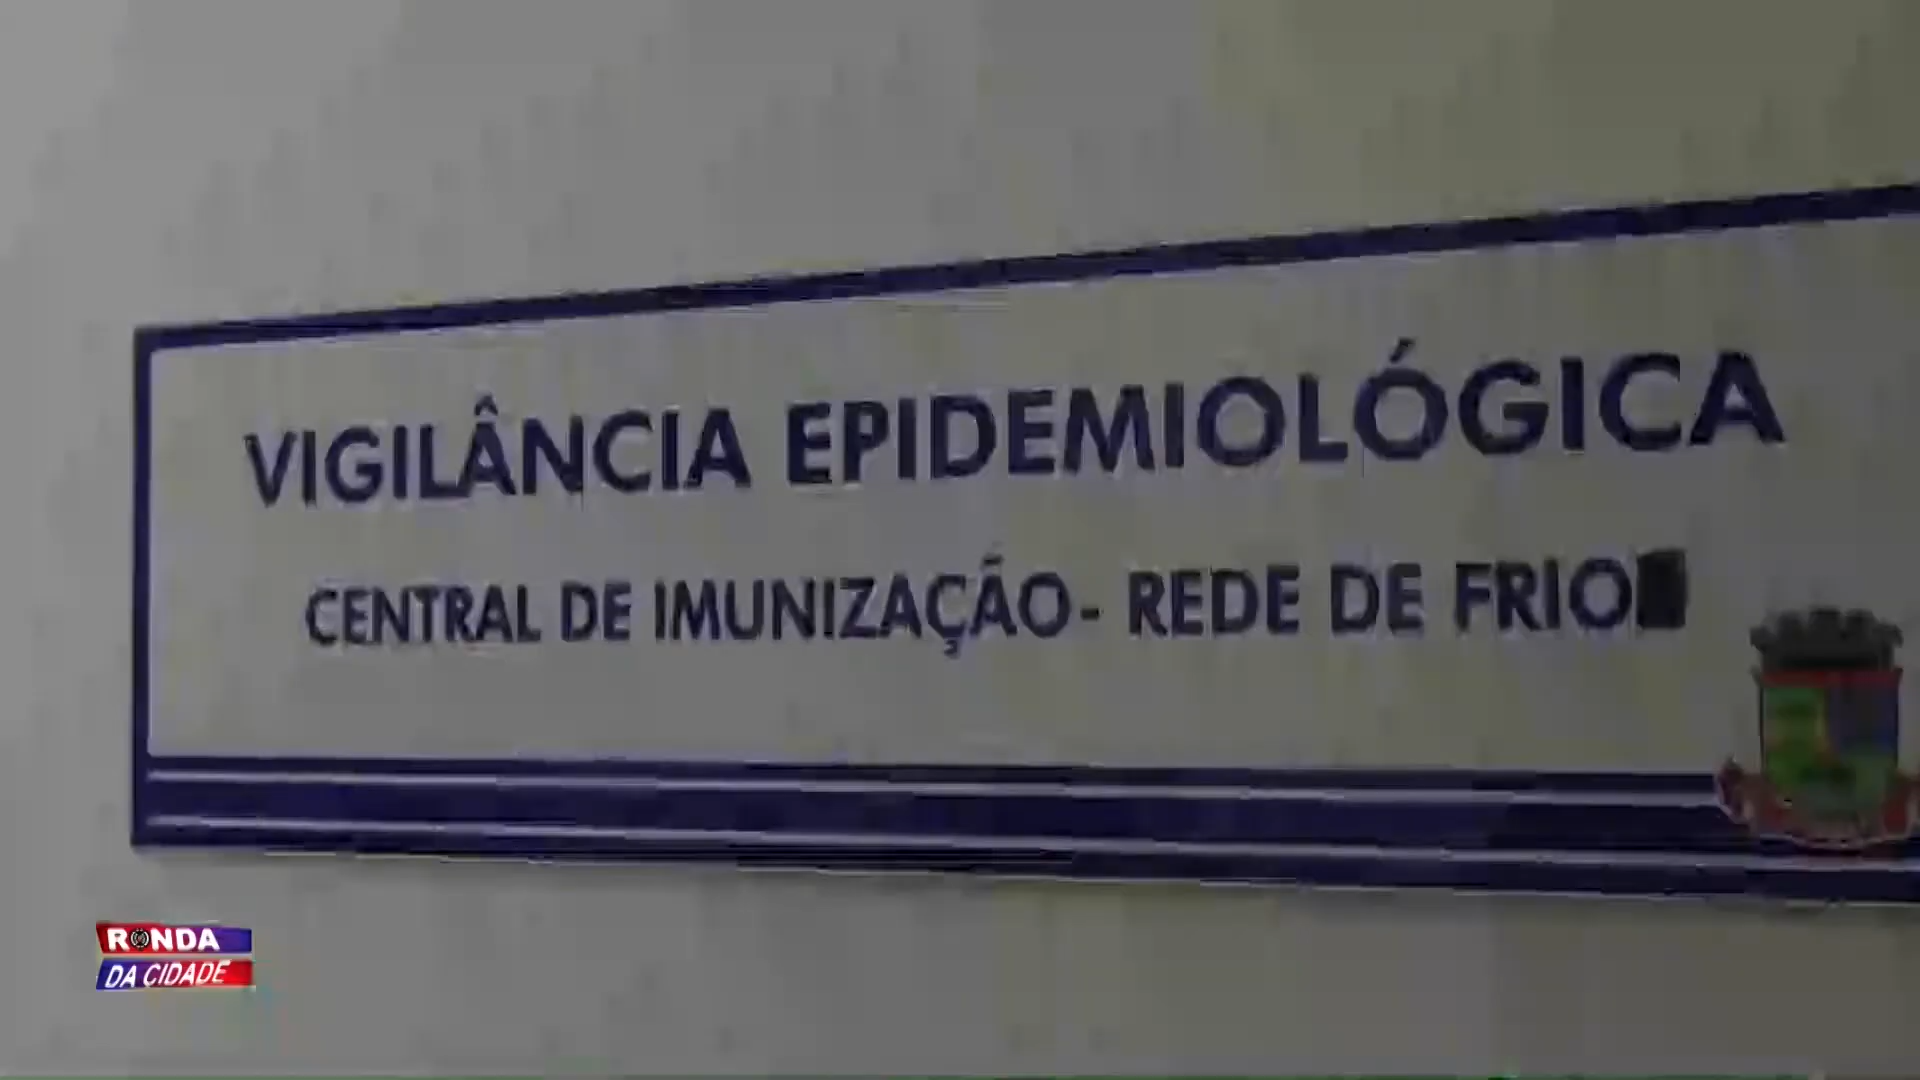 VIGILÂNCIA EPIDEMIOLÓGICA
CENTRAL DE IMUNIZAÇÃO- REDE DE FRIO
RONDA
DA CIDADE